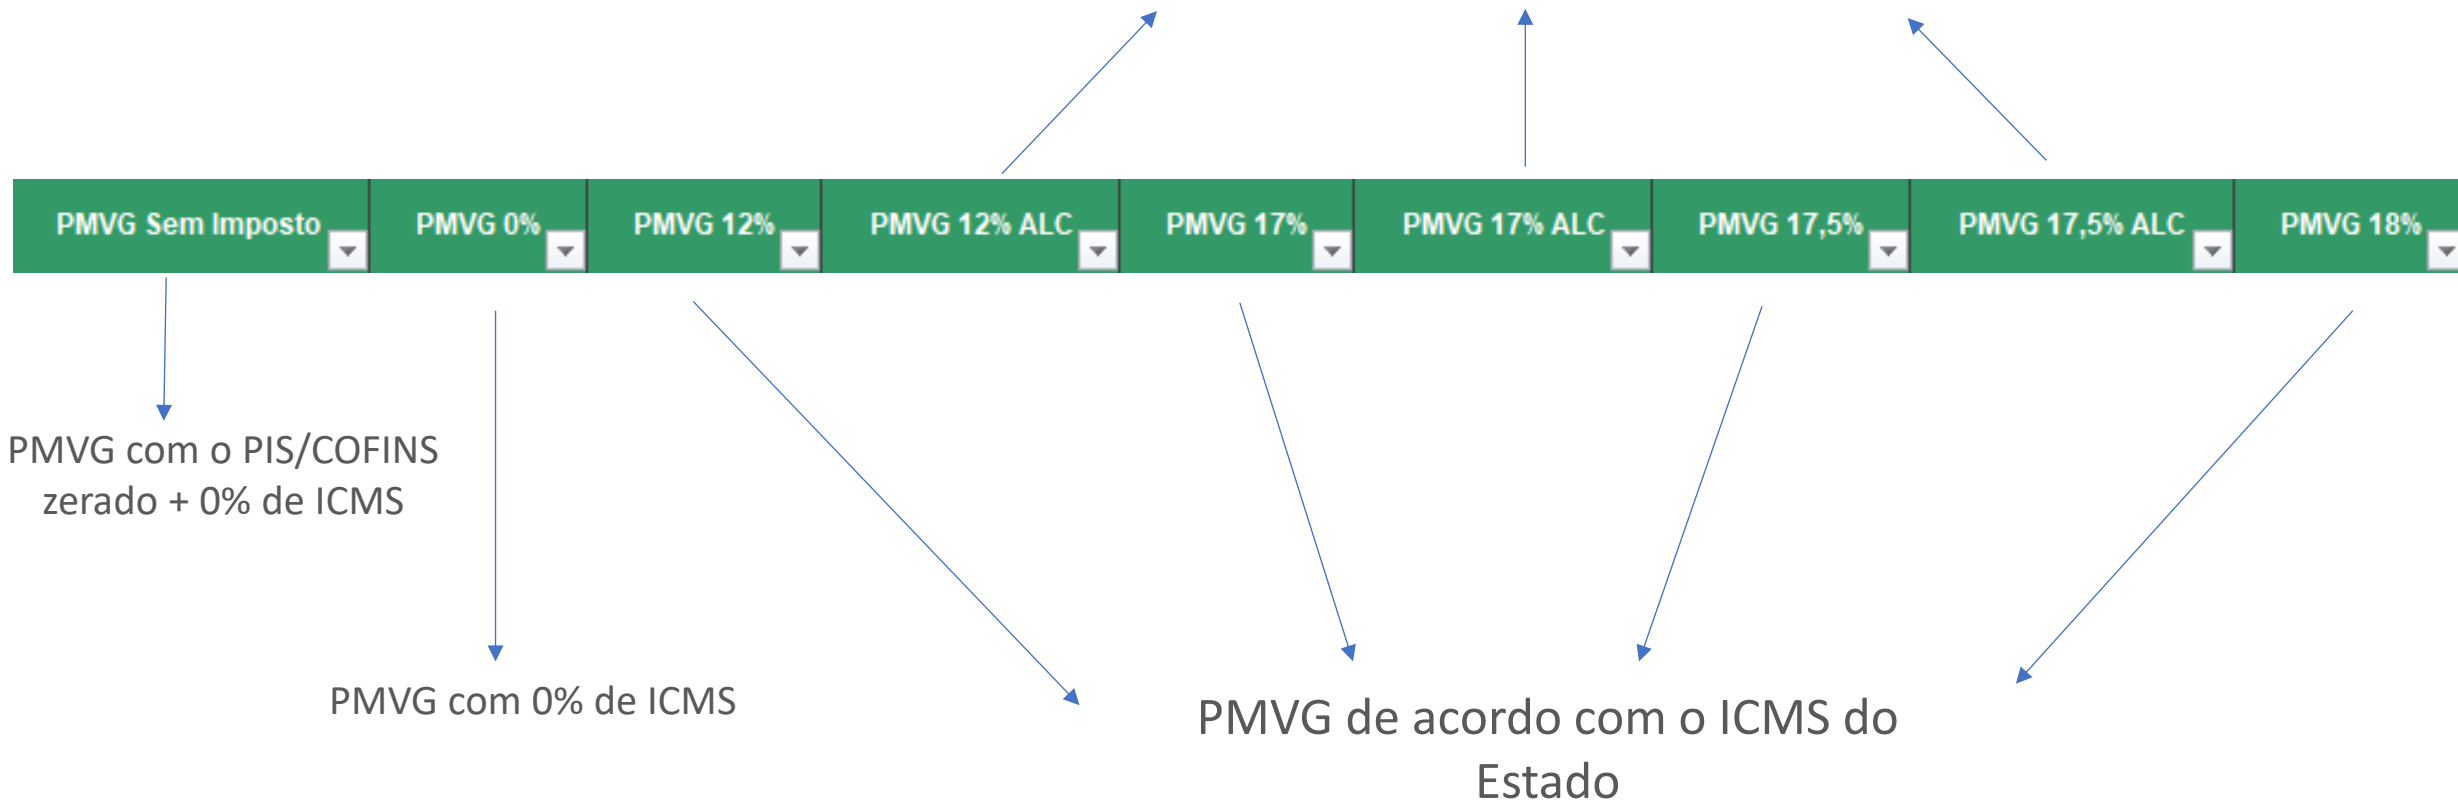 PMVG Sem Imposto PMVG 0% PMVG 12% PMVG 12% ALC PMVG 17% PMVG 17% ALC PMVG 17,5% PMVG 17,5% ALC PMVG 18%
PMVG com o PIS/COFINS
zerado + 0% de ICMS
PMVG com 0% de ICMS
PMVG de acordo com o ICMS do
Estado